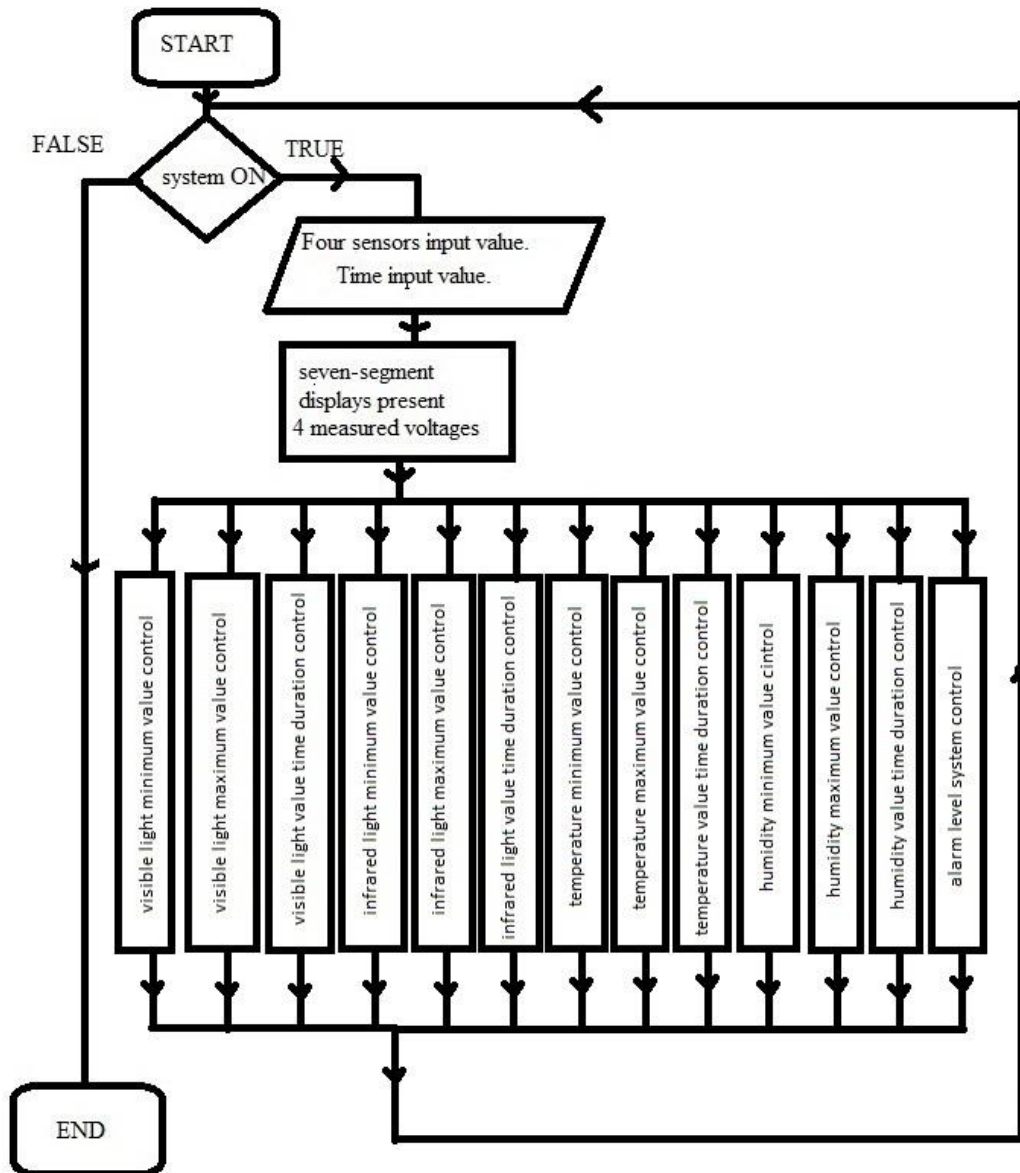 START
FALSE
TRUE
system ON
Four sensors input value.
Time input value.
seven-segment
displays present
4 measured voltages
visible light minimum value control
visible light maximum value control
visible light value time duration control
infrared light minimum value control
infrared light maximum value control
infrared light value time duration control
temperature minimum value control
temperature maximum value control
temperature value time duration control
humidity minimum value cintrol
humidity maximum value control
humidity value time duration control
alarm level system control
END